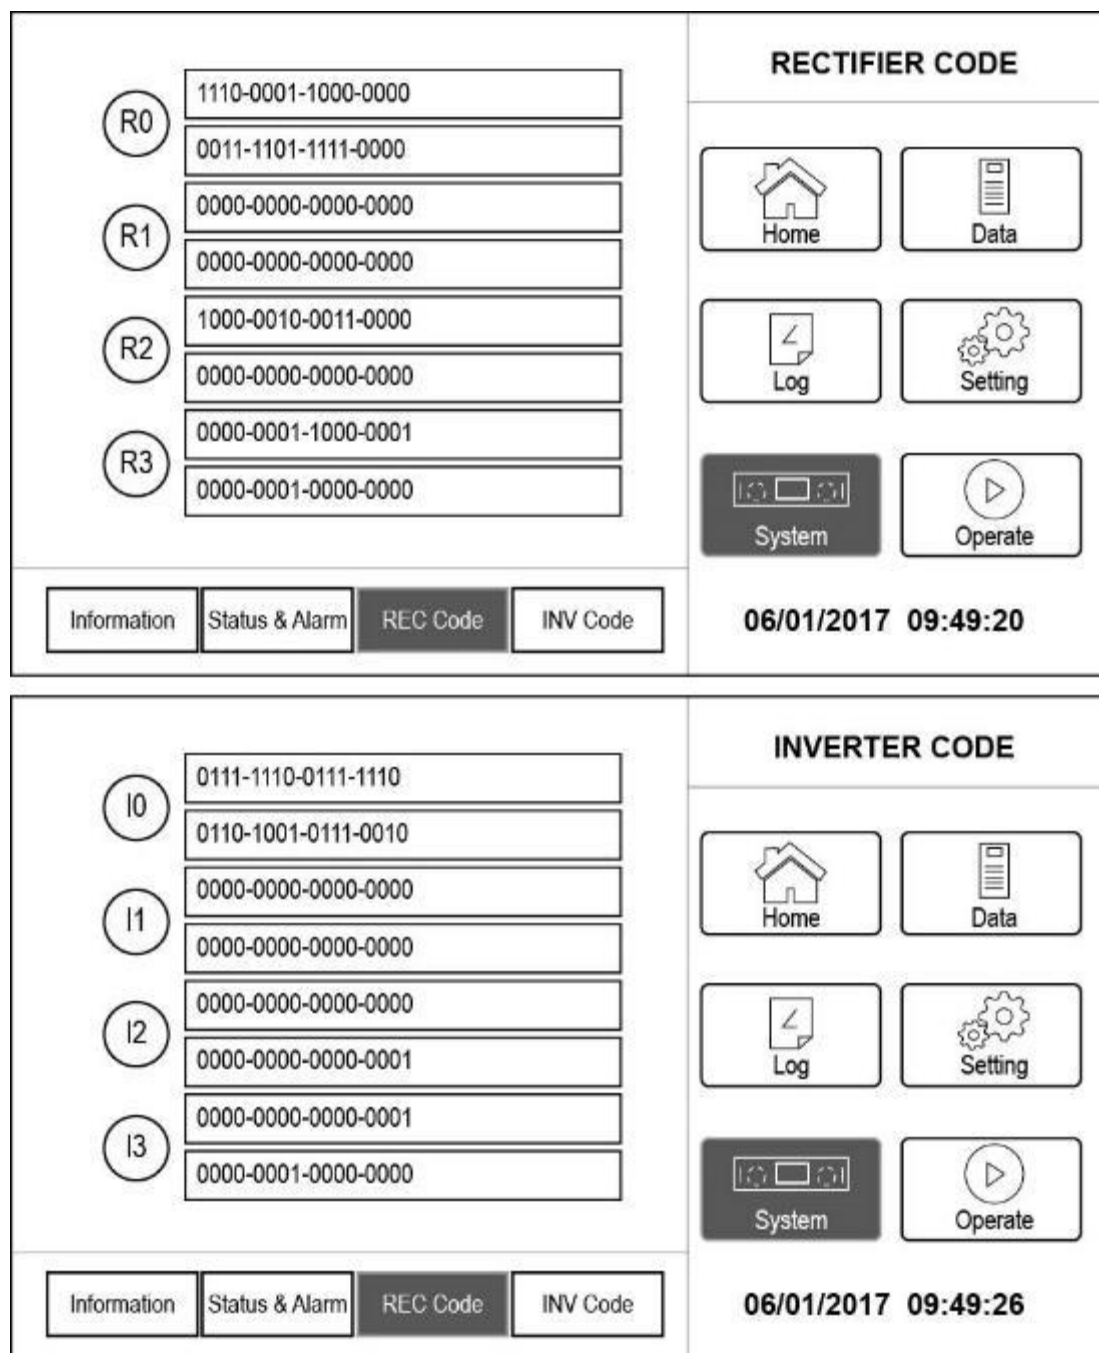 RECTIFIER CODE
R0
1110-0001-1000-0000
0011-1101-1111-0000
R1
0000-0000-0000-0000
0000-0000-0000-0000
R2
1000-0010-0011-0000
0000-0000-0000-0000
R3
0000-0001-1000-0001
0000-0001-0000-0000
Home
Data
Log
Setting
System
Operate
Information
Status & Alarm
REC Code
INV Code
06/01/2017 09:49:20
INVERTER CODE
I0
0111-1110-0111-1110
0110-1001-0111-0010
I1
0000-0000-0000-0000
0000-0000-0000-0000
I2
0000-0000-0000-0000
0000-0000-0000-0001
I3
0000-0000-0000-0001
0000-0001-0000-0000
Home
Data
Log
Setting
System
Operate
Information
Status & Alarm
REC Code
INV Code
06/01/2017 09:49:26